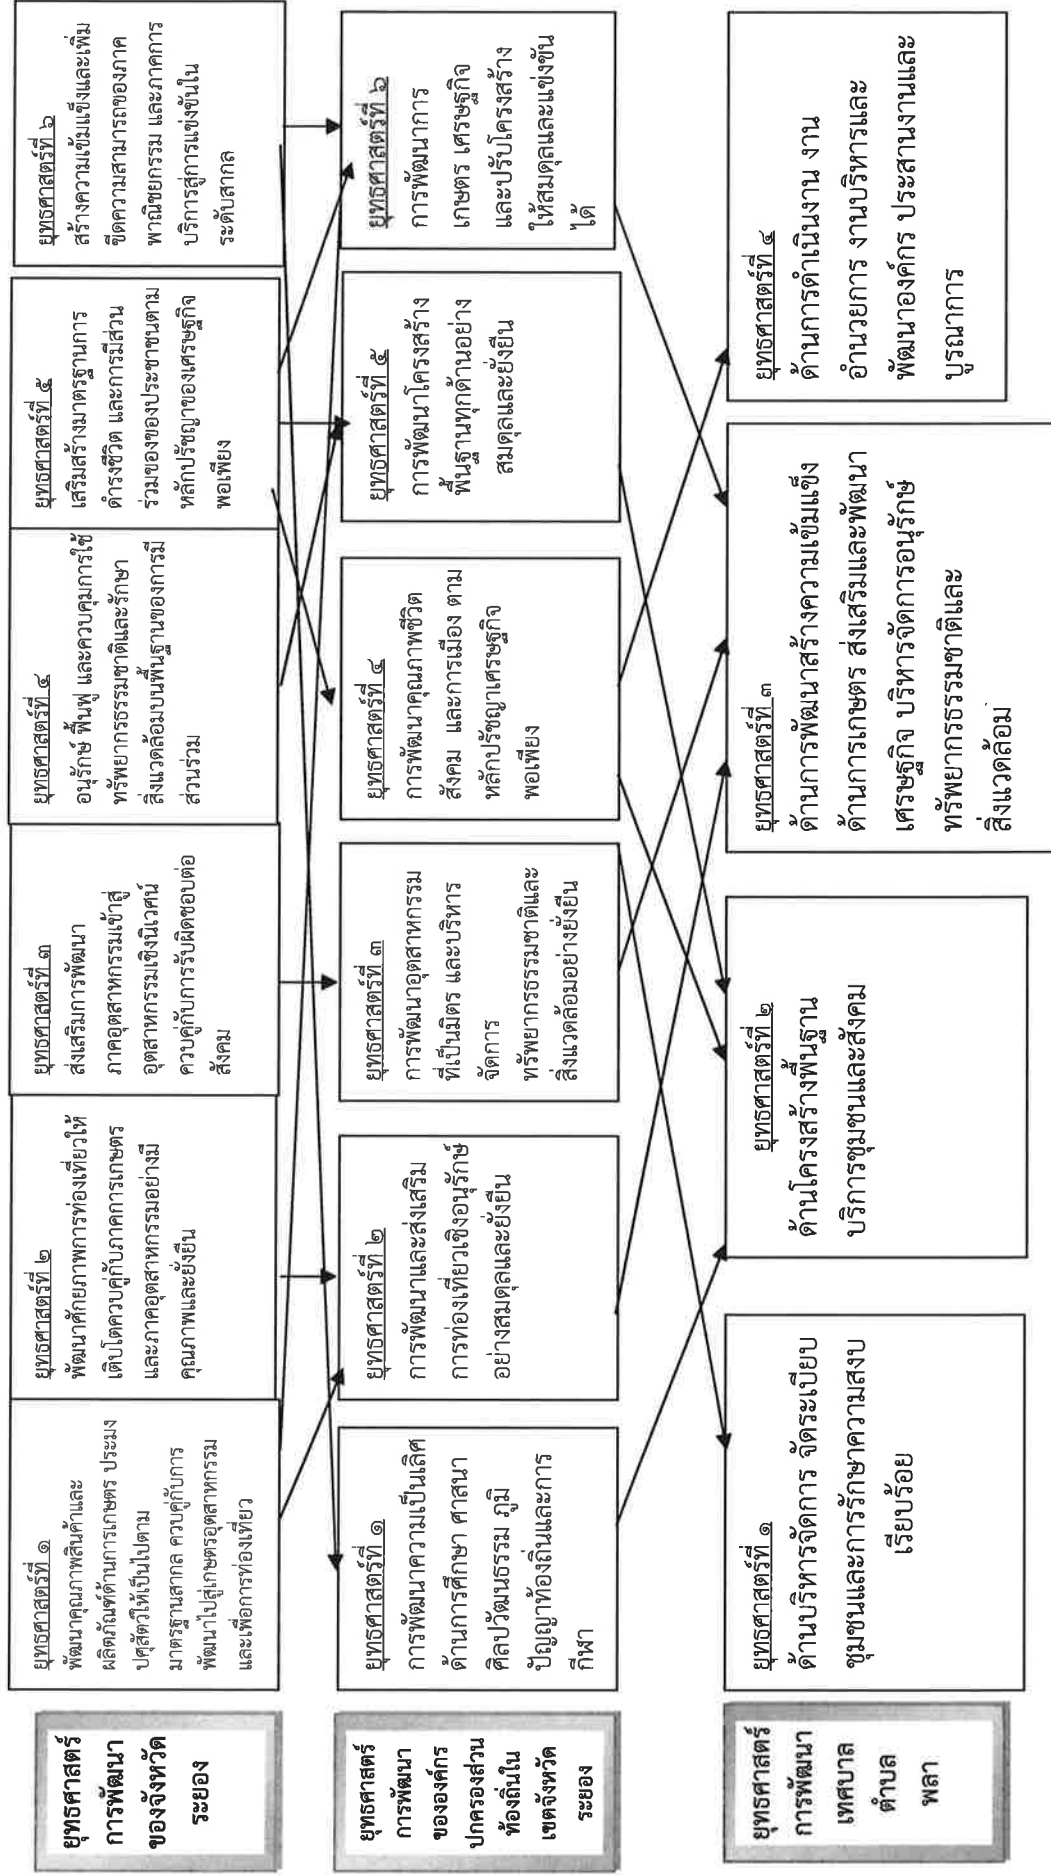 ยุทธศาสตร์
การพัฒนา
ของจังหวัด
ระยอง
ยุทธศาสตร์ที่ ๑
พัฒนาคุณภาพสินค้าและ
ผลิตภัณฑ์ด้านการเกษตร ประมง
ปศุสัตว์ให้เป็นไปตาม
มาตรฐานสากล ควบคู่กับการ
พัฒนาไปสู่เกษตรอุตสาหกรรม
และเพื่อการท่องเที่ยว
ยุทธศาสตร์ที่ ๒
พัฒนาศักยภาพการท่องเที่ยวให้
เติบโตควบคู่กับภาคการเกษตร
และภาคอุตสาหกรรมอย่างมี
คุณภาพและยั่งยืน
ยุทธศาสตร์ที่ ๓
ส่งเสริมการพัฒนา
ภาคอุตสาหกรรมเข้าสู่
อุตสาหกรรมเชิงนิเวศน์
ควบคู่กับการรับผิดชอบต่อ
สังคม
ยุทธศาสตร์ที่ ๔
อนุรักษ์ ฟื้นฟู และควบคุมการใช้
ทรัพยากรธรรมชาติและรักษา
สิ่งแวดล้อมบนพื้นฐานของการมี
ส่วนร่วม
ยุทธศาสตร์ที่ ๕
เสริมสร้างมาตรฐานการ
ดำรงชีวิต และการมีส่วน
ร่วมของของประชาชนตาม
หลักปรัชญาของเศรษฐกิจ
พอเพียง
ยุทธศาสตร์ที่ ๖
สร้างความเข้มแข็งและเพิ่ม
ขีดความสามารถของภาค
พาณิชยกรรม และภาคการ
บริการสู่การแข่งขันใน
ระดับสากล
ยุทธศาสตร์
การพัฒนา
ขององค์กร
ปกครองส่วน
ท้องถิ่นใน
เขตจังหวัด
ระยอง
ยุทธศาสตร์ที่ ๑
การพัฒนาความเป็นเลิศ
ด้านการศึกษา ศาสนา
ศิลปวัฒนธรรม ภูมิ
ปัญญาท้องถิ่นและการ
กีฬา
ยุทธศาสตร์ที่ ๒
การพัฒนาและส่งเสริม
การท่องเที่ยวเชิงอนุรักษ์
อย่างสมดุลและยั่งยืน
ยุทธศาสตร์ที่ ๓
การพัฒนาอุตสาหกรรม
ที่เป็นมิตร และบริหาร
จัดการ
ทรัพยากรธรรมชาติและ
สิ่งแวดล้อมอย่างยั่งยืน
ยุทธศาสตร์ที่ ๔
การพัฒนาคุณภาพชีวิต
สังคม และการเมือง ตาม
หลักปรัชญาเศรษฐกิจ
พอเพียง
ยุทธศาสตร์ที่ ๕
การพัฒนาโครงสร้าง
พื้นฐานทุกด้านอย่าง
สมดุลและยั่งยืน
ยุทธศาสตร์ที่ ๖
การพัฒนาการ
เกษตร เศรษฐกิจ
และปรับโครงสร้าง
ให้สมดุลและแข่งขัน
ได้
ยุทธศาสตร์
การพัฒนา
เทศบาล
ตำบล
พลา
ยุทธศาสตร์ที่ ๑
ด้านบริหารจัดการ จัดระเบียบ
ชุมชนและการรักษาความสงบ
เรียบร้อย
ยุทธศาสตร์ที่ ๒
ด้านโครงสร้างพื้นฐาน
บริการชุมชนและสังคม
ยุทธศาสตร์ที่ ๓
ด้านการพัฒนาสร้างความเข้มแข็ง
ด้านการเกษตร ส่งเสริมและพัฒนา
เศรษฐกิจ บริหารจัดการอนุรักษ์
ทรัพยากรธรรมชาติและ
สิ่งแวดล้อม
ยุทธศาสตร์ที่ ๔
ด้านการดำเนินงาน งาน
อำนวยการ งานบริหารและ
พัฒนาองค์กร ประสานงานและ
บูรณาการ